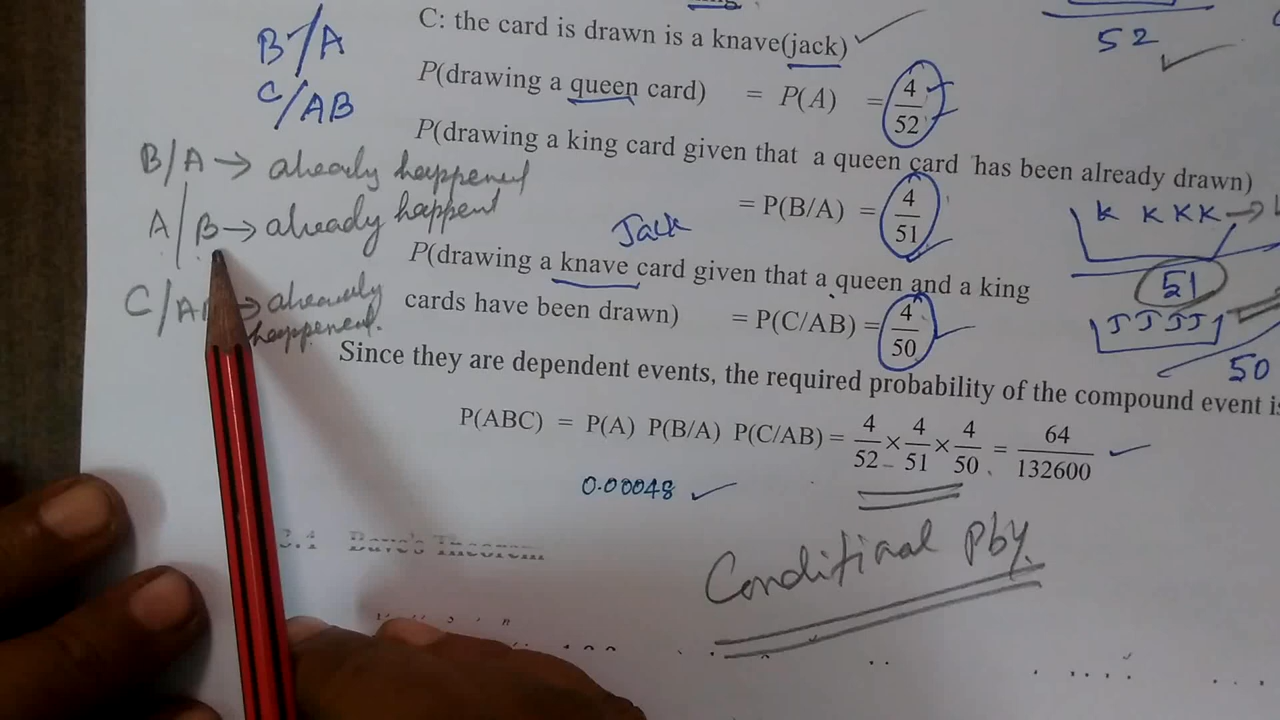 C: the card is drawn is a knave(jack)
52
B/A
C/AB
P(drawing a queen card) = P(A) = 4/52
P(drawing a king card given that a queen card has been already drawn)
B/A → already happened
= P(B/A) = 4/51
K K K K →
A/B → already happent
Jack
P(drawing a knave card given that a queen and a king
51
C/A → already
happened.
cards have been drawn) = P(C/AB) = 4/50
J J J J
50
Since they are dependent events, the required probability of the compound event is
P(ABC) = P(A) P(B/A) P(C/AB) = 4/52 × 4/51 × 4/50 = 64/132600
0.00048
Conditinal Pby.